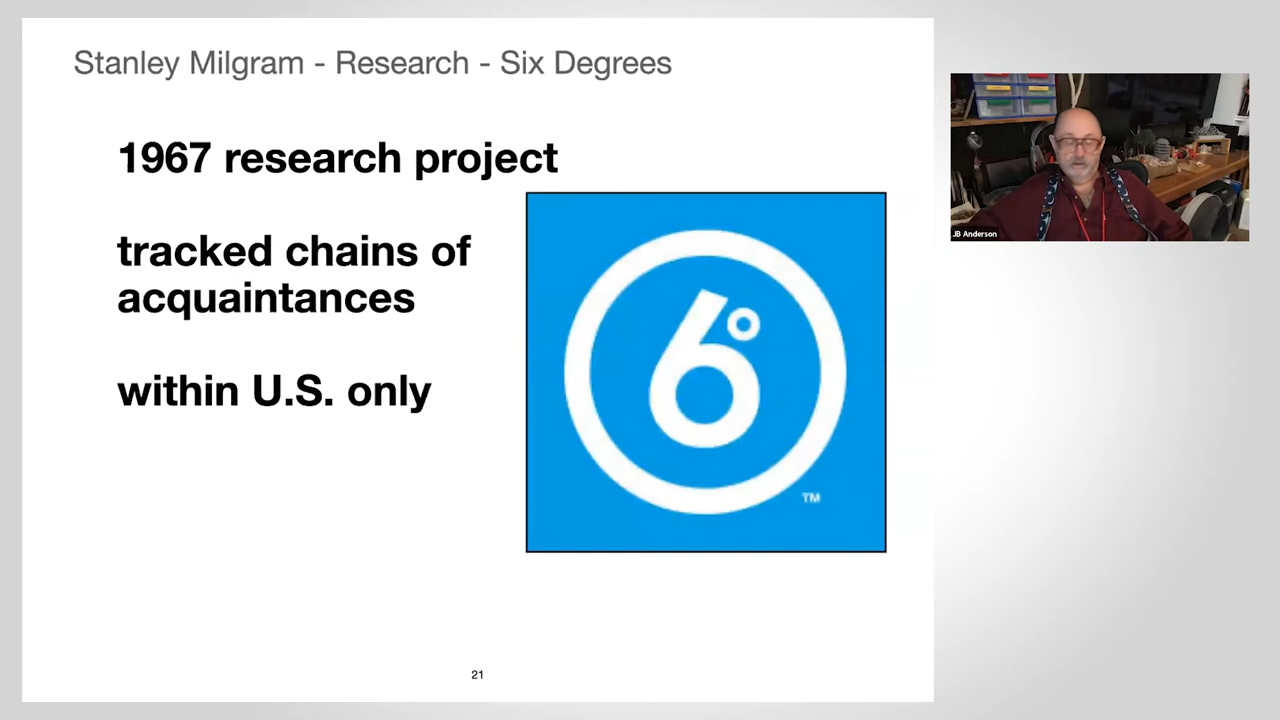 Stanley Milgram - Research - Six Degrees
1967 research project
tracked chains of
acquaintances
within U.S. only
6°
TM
21
JB Anderson